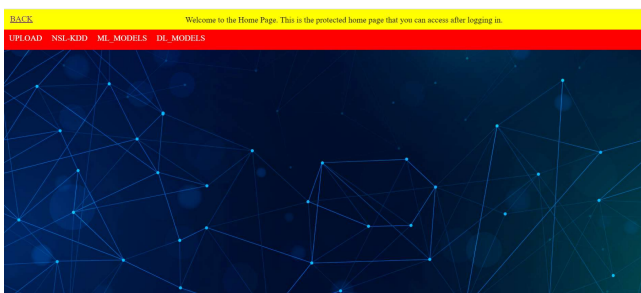 BACK Welcome to the Home Page. This is the protected home page that you can access after logging in.
UPLOAD NSL-KDD ML_MODELS DL_MODELS